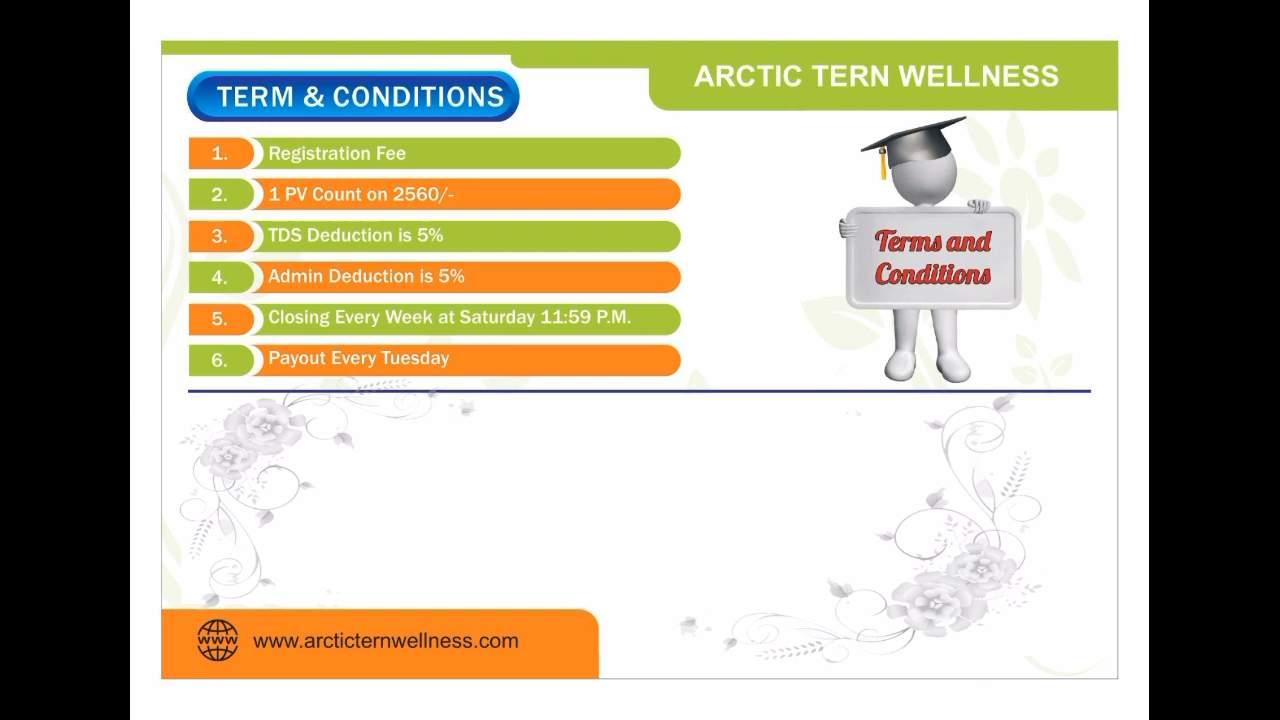 ARCTIC TERN WELLNESS
TERM & CONDITIONS
1. Registration Fee
2. 1 PV Count on 2560/-
3. TDS Deduction is 5%
4. Admin Deduction is 5%
5. Closing Every Week at Saturday 11:59 P.M.
6. Payout Every Tuesday
Terms and
Conditions
WWW www.arcticternwellness.com